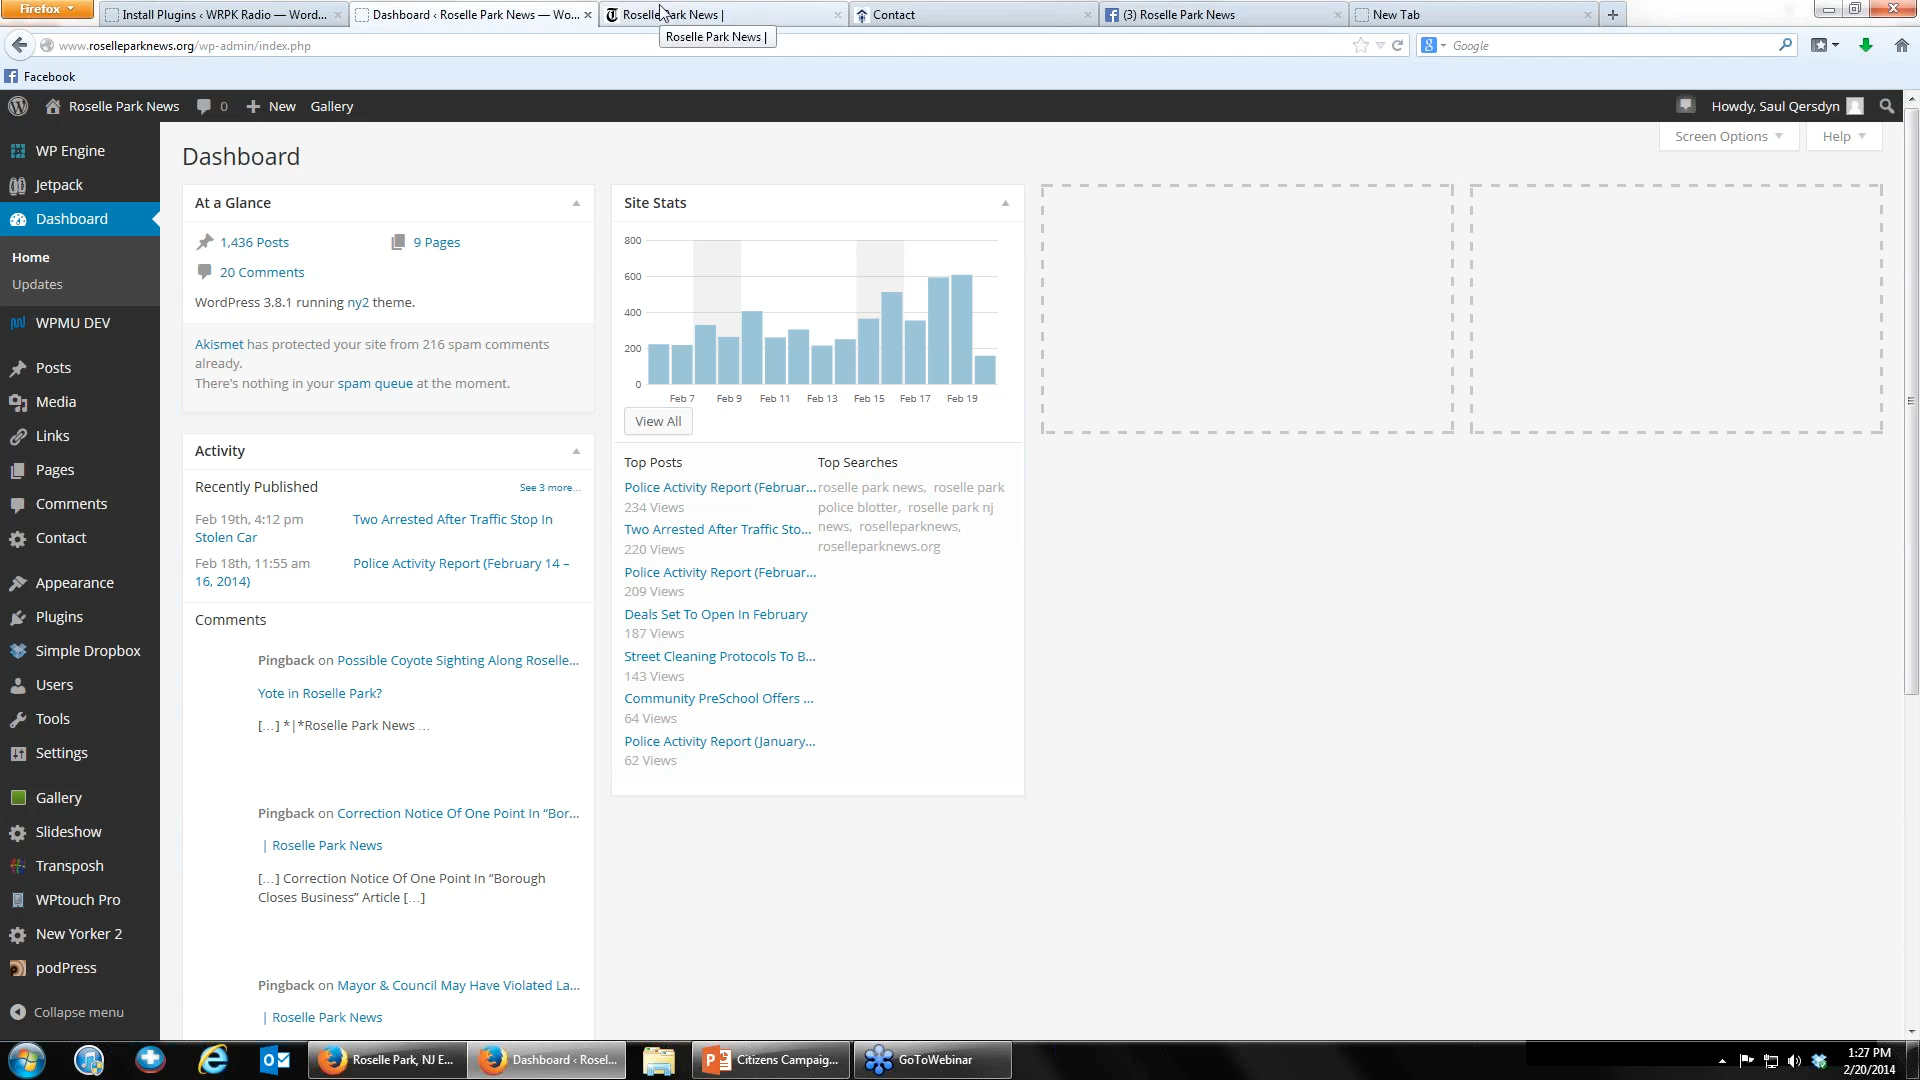 Firefox
Install Plugins ‹ WRPK Radio — Word...
Dashboard ‹ Roselle Park News — Wo...
Roselle Park News |
Contact
(3) Roselle Park News
New Tab
Roselle Park News |
www.roselleparknews.org/wp-admin/index.php
Google
Facebook
Roselle Park News
0
New
Gallery
Howdy, Saul Qersdyn
Screen Options
Help
WP Engine
Jetpack
Dashboard
Home
Updates
WPMU DEV
Posts
Media
Links
Pages
Comments
Contact
Appearance
Plugins
Simple Dropbox
Users
Tools
Settings
Gallery
Slideshow
Transposh
WPtouch Pro
New Yorker 2
podPress
Collapse menu
Dashboard
At a Glance
1,436 Posts
9 Pages
20 Comments
WordPress 3.8.1 running ny2 theme.
Akismet has protected your site from 216 spam comments
already.
There's nothing in your spam queue at the moment.
Activity
Recently Published
See 3 more...
Feb 19th, 4:12 pm Two Arrested After Traffic Stop In
Stolen Car
Feb 18th, 11:55 am Police Activity Report (February 14 –
16, 2014)
Comments
Pingback on Possible Coyote Sighting Along Roselle...
Yote in Roselle Park?
[…] *|*Roselle Park News …
Pingback on Correction Notice Of One Point In “Bor...
| Roselle Park News
[…] Correction Notice Of One Point In “Borough
Closes Business” Article […]
Pingback on Mayor & Council May Have Violated La...
| Roselle Park News
Site Stats
800
600
400
200
0
Feb 7 Feb 9 Feb 11 Feb 13 Feb 15 Feb 17 Feb 19
View All
Top Posts
Police Activity Report (Februar...
234 Views
Two Arrested After Traffic Sto...
220 Views
Police Activity Report (Februar...
209 Views
Deals Set To Open In February
187 Views
Street Cleaning Protocols To B...
143 Views
Community PreSchool Offers ...
64 Views
Police Activity Report (January...
62 Views
Top Searches
roselle park news, roselle park
police blotter, roselle park nj
news, roselleparknews,
roselleparknews.org
Roselle Park, NJ E...
Dashboard ‹ Rosel...
Citizens Campaig...
GoToWebinar
1:27 PM
2/20/2014